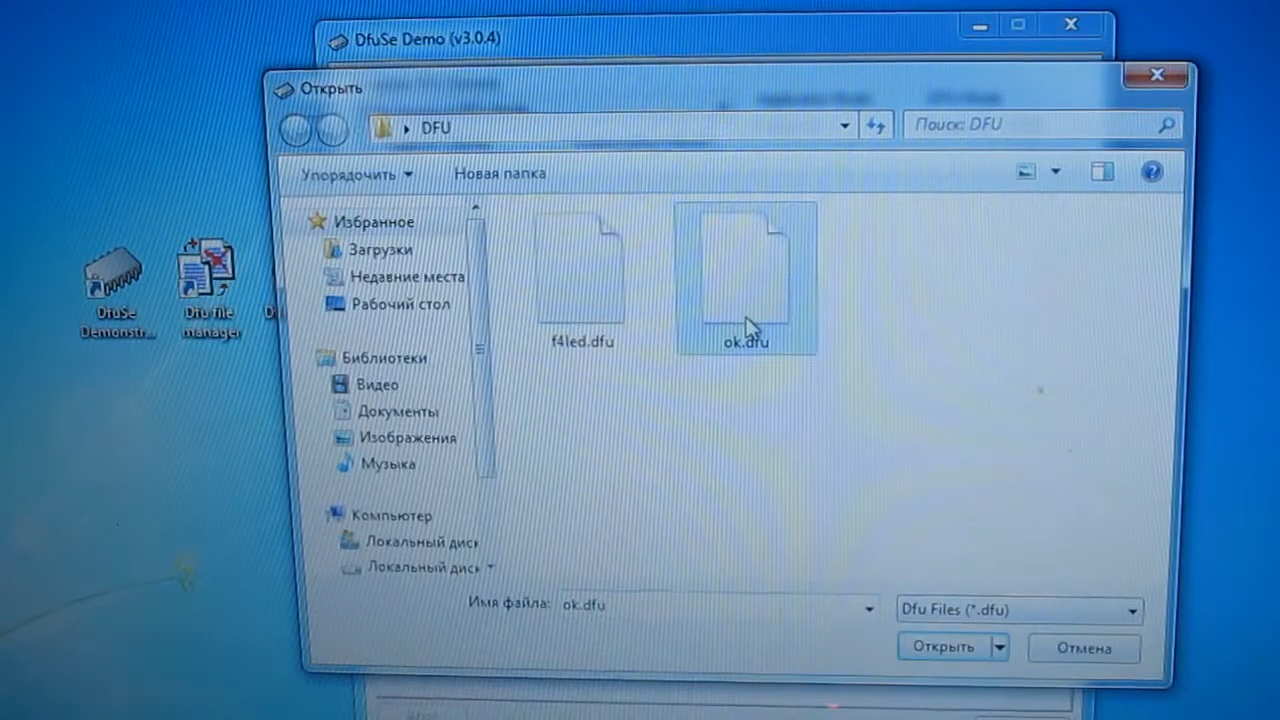 DfuSe Demo (v3.0.4)
Открыть
DFU
Поиск: DFU
Упорядочить
Новая папка
Избранное
Загрузки
Недавние места
Рабочий стол
Библиотеки
Видео
Документы
Изображения
Музыка
Компьютер
Локальный диск
Локальный диск
f4led.dfu
ok.dfu
Имя файла: ok.dfu
Dfu Files (*.dfu)
Открыть
Отмена
DfuSe
Demonstr...
Dfu file
manager